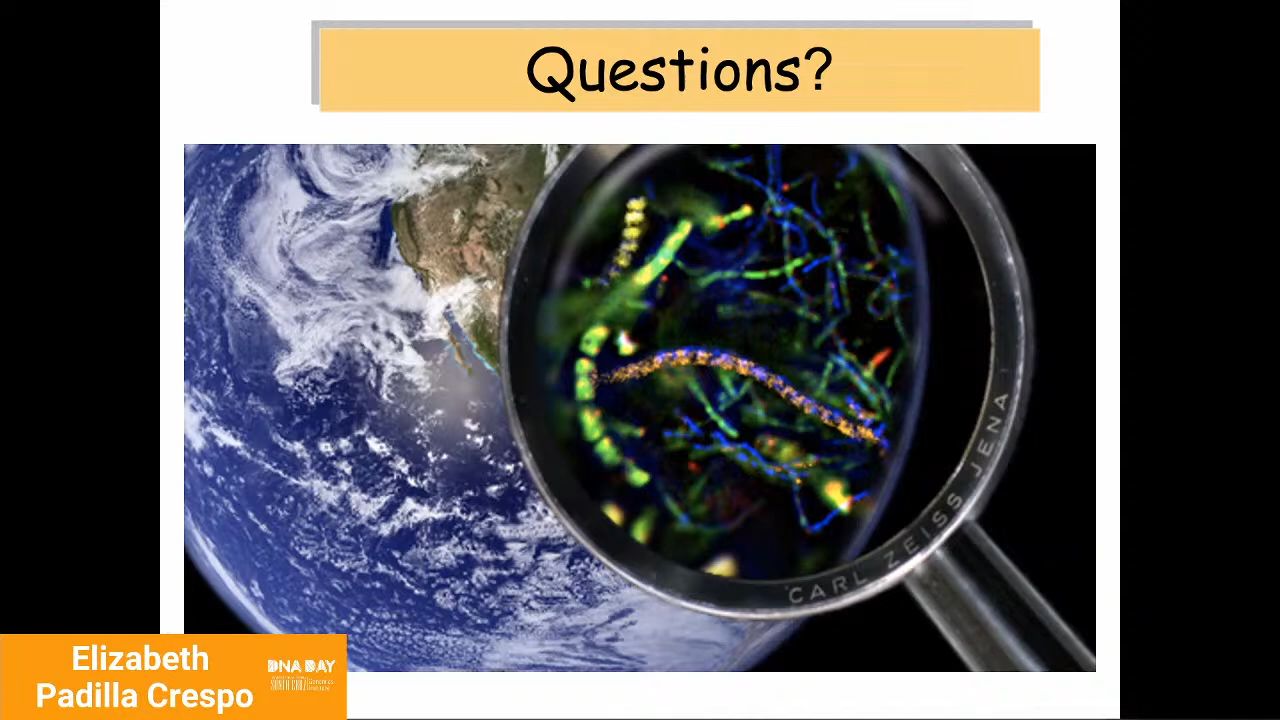 Questions?
CARL ZEISS JENA
Elizabeth
Padilla Crespo
DNA DAY